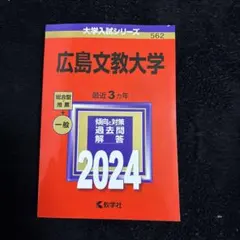 大学入試シリーズ
562
広島文教大学
最近3カ年
総合型
推薦
+
一般
傾向と対策
過去問
解答
2024
数学社